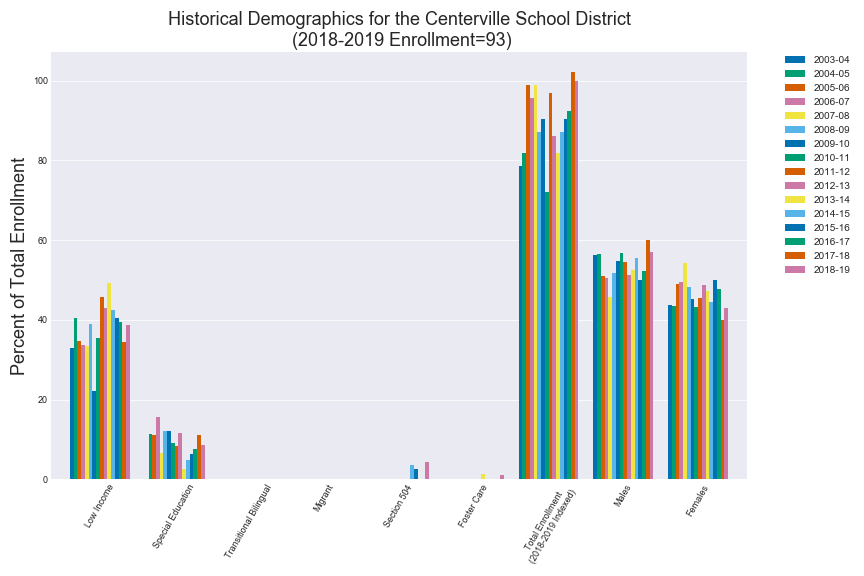 Historical Demographics for the Centerville School District
(2018-2019 Enrollment=93)
Percent of Total Enrollment
100
80
60
40
20
0
Low Income
Special Education
Transitional Bilingual
Migrant
Section 504
Foster Care
Total Enrollment
(2018-2019 Indexed)
Males
Females
2003-04
2004-05
2005-06
2006-07
2007-08
2008-09
2009-10
2010-11
2011-12
2012-13
2013-14
2014-15
2015-16
2016-17
2017-18
2018-19